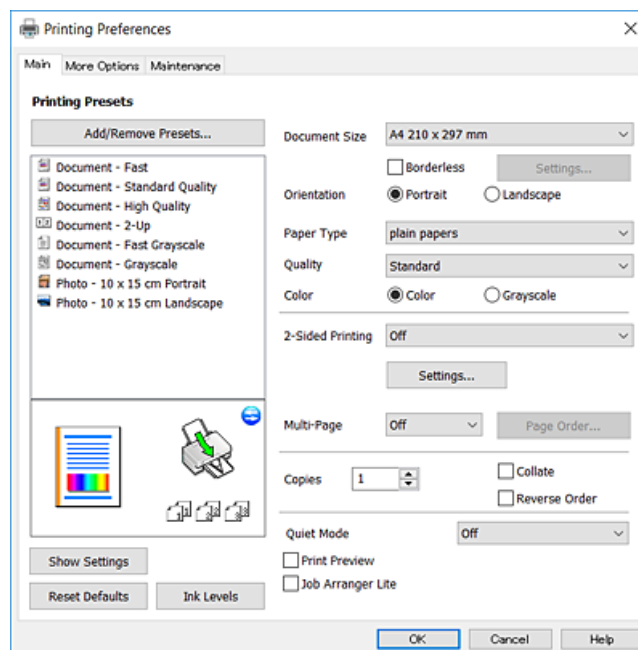 Printing Preferences
Main More Options Maintenance
Printing Presets
Add/Remove Presets...
Document - Fast
Document - Standard Quality
Document - High Quality
Document - 2-Up
Document - Fast Grayscale
Document - Grayscale
Photo - 10 x 15 cm Portrait
Photo - 10 x 15 cm Landscape
Show Settings
Reset Defaults Ink Levels
Document Size A4 210 x 297 mm
Borderless Settings...
Orientation Portrait Landscape
Paper Type plain papers
Quality Standard
Color Color Grayscale
2-Sided Printing Off
Settings...
Multi-Page Off Page Order...
Copies 1 Collate
Reverse Order
Quiet Mode Off
Print Preview
Job Arranger Lite
OK Cancel Help